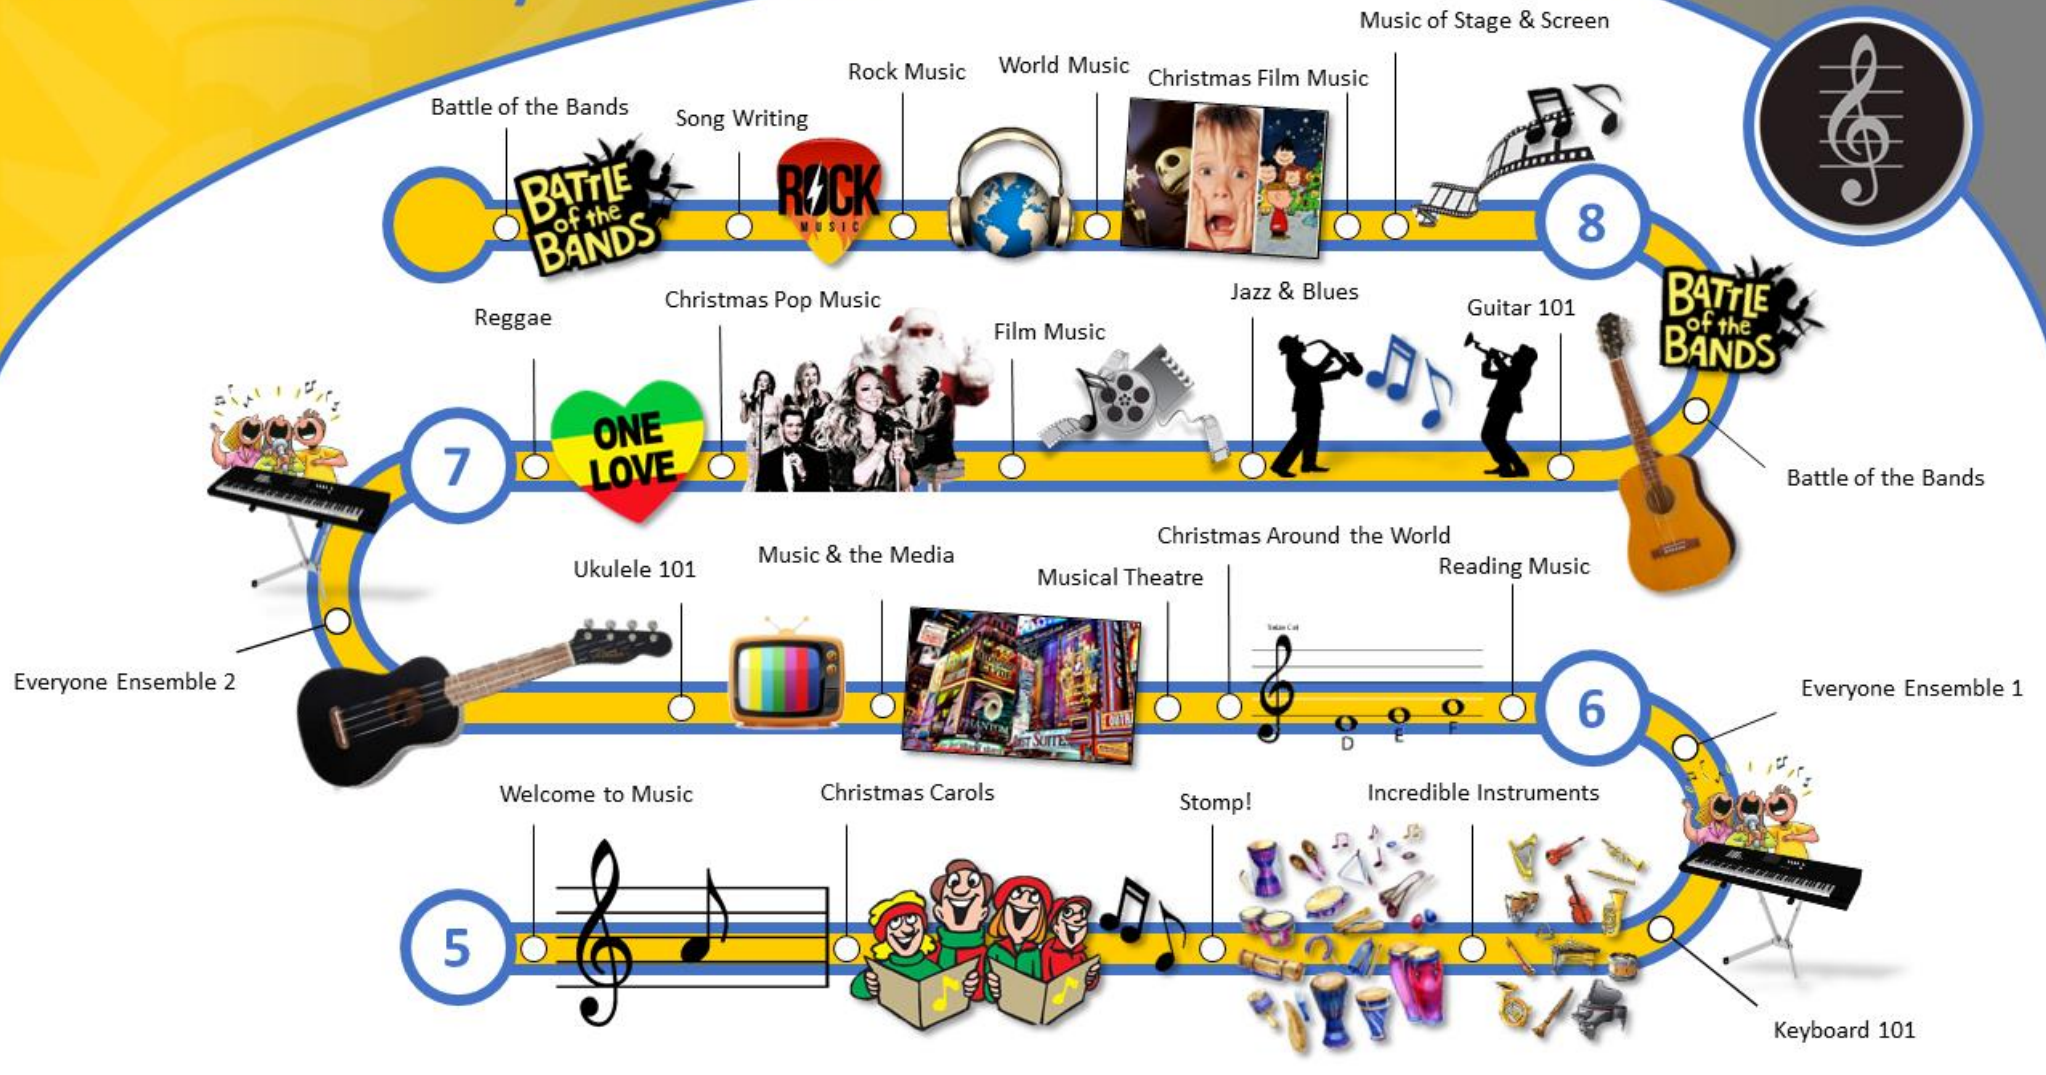 Music of Stage & Screen
Rock Music
World Music
Christmas Film Music
Battle of the Bands
Song Writing
BATTLE
of the
BANDS
ROCK
MUSIC
8
Reggae
Christmas Pop Music
Film Music
Jazz & Blues
Guitar 101
BATTLE
of the
BANDS
7
ONE
LOVE
Battle of the Bands
Ukulele 101
Music & the Media
Musical Theatre
Christmas Around the World
Reading Music
Everyone Ensemble 2
PHANTOM
D
E
F
6
Everyone Ensemble 1
Welcome to Music
Christmas Carols
Stomp!
Incredible Instruments
5
Keyboard 101